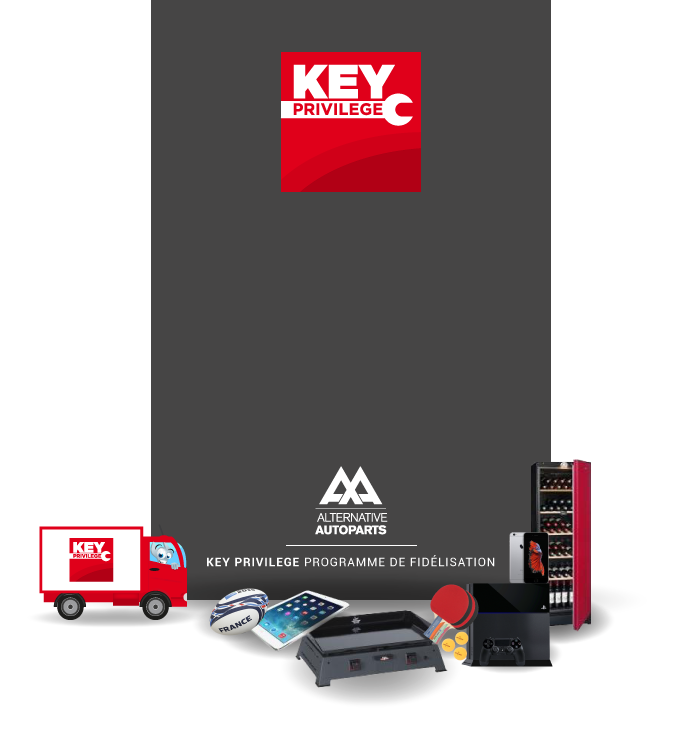 KEY
PRIVILEGE
ALTERNATIVE
AUTOPARTS
KEY PRIVILEGE PROGRAMME DE FIDÉLISATION
KEY
PRIVILEGE
FRANCE